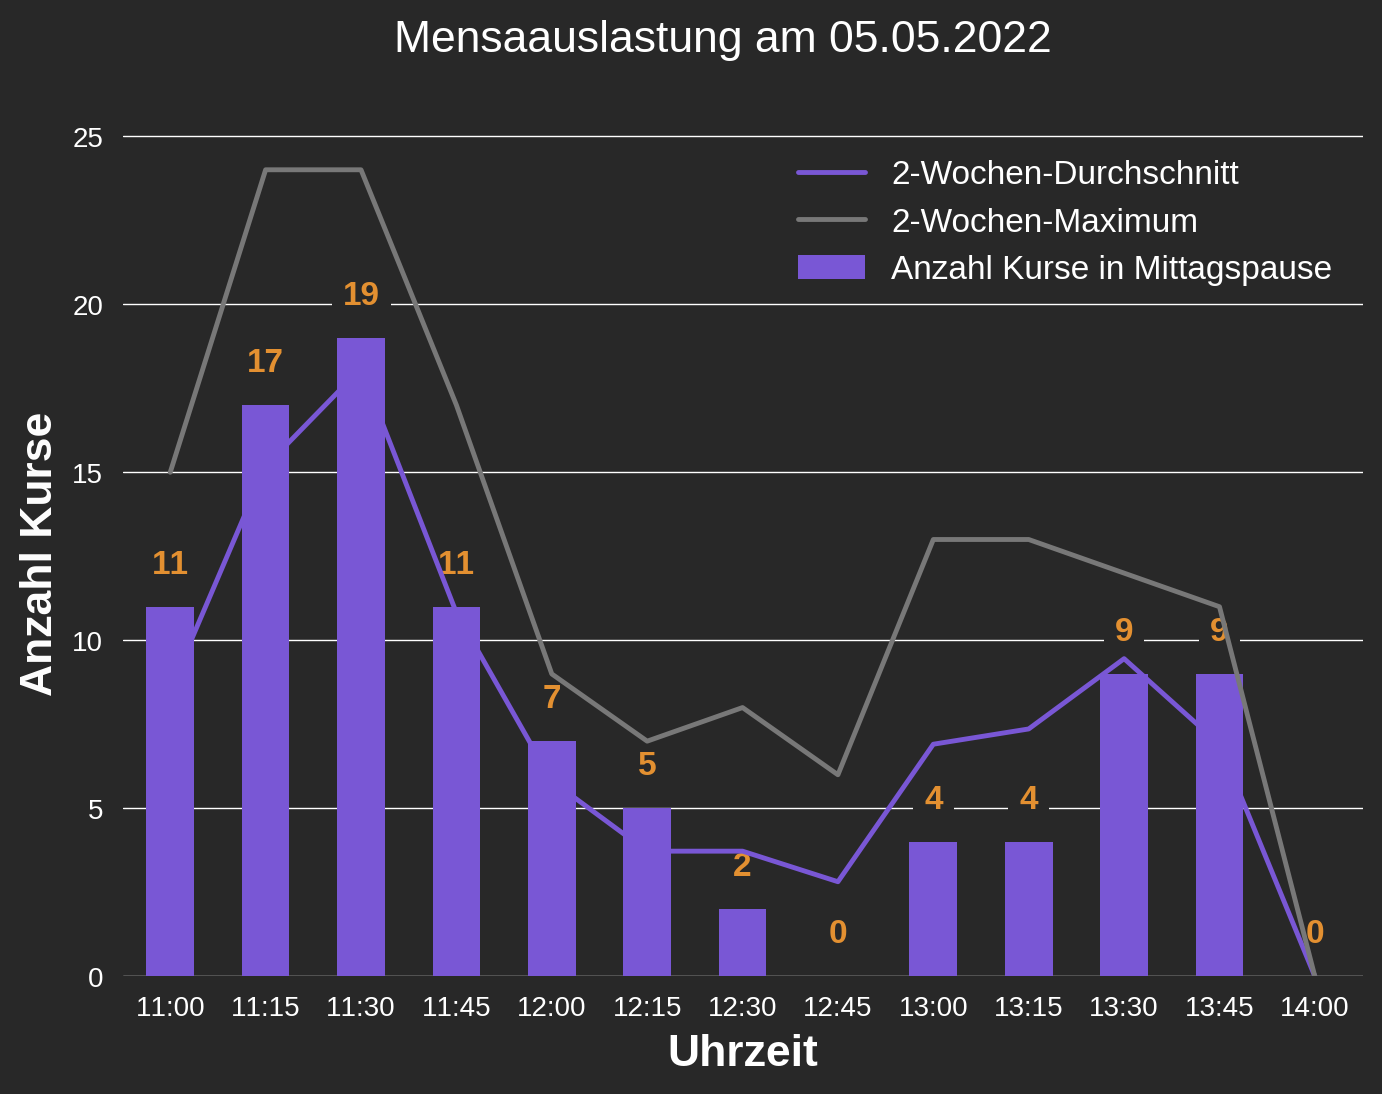 Mensaauslastung am 05.05.2022
25
20
15
10
5
0
Anzahl Kurse
2-Wochen-Durchschnitt
2-Wochen-Maximum
Anzahl Kurse in Mittagspause
11
17
19
11
7
5
2
0
4
4
9
9
0
11:00 11:15 11:30 11:45 12:00 12:15 12:30 12:45 13:00 13:15 13:30 13:45 14:00
Uhrzeit